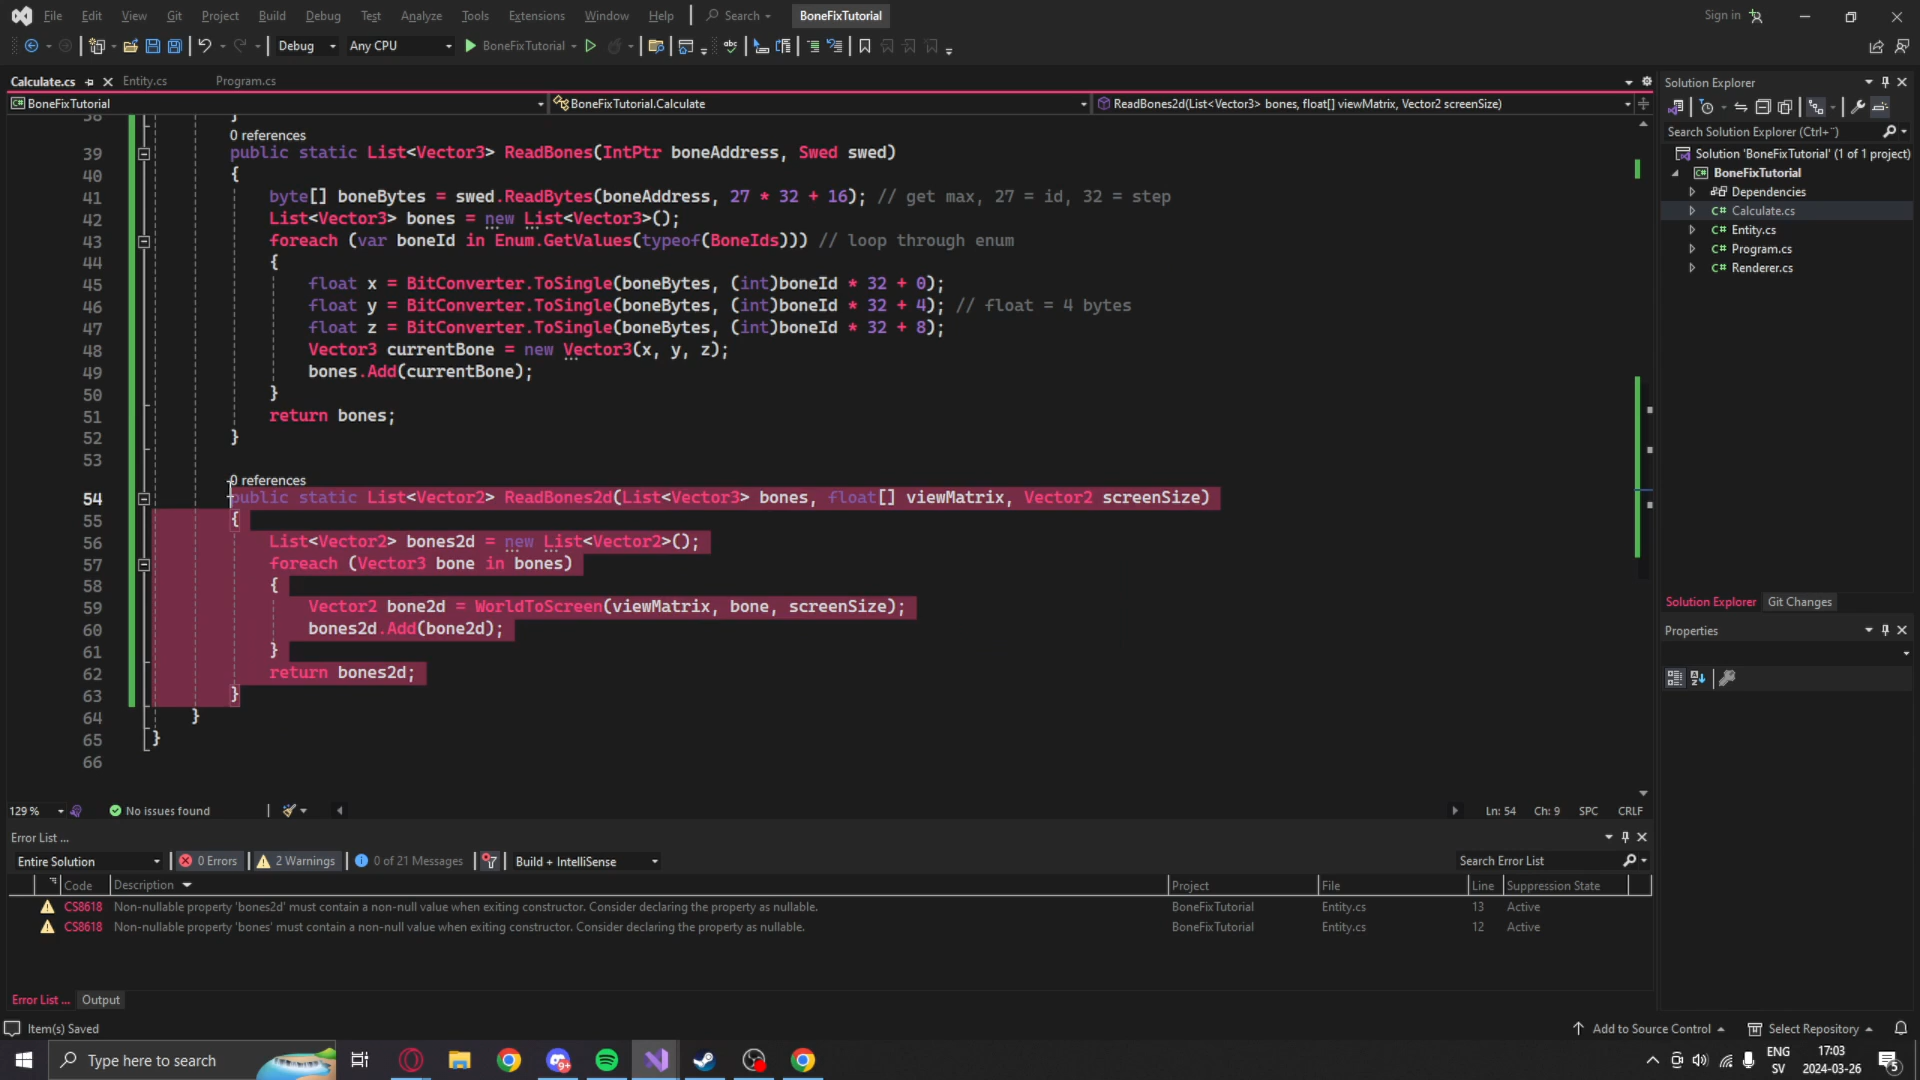 File Edit View Git Project Build Debug Test Analyze Tools Extensions Window Help Search BoneFixTutorial Sign in
Debug Any CPU BoneFixTutorial
Calculate.cs Entity.cs Program.cs
BoneFixTutorial BoneFixTutorial.Calculate ReadBones2d(List<Vector3> bones, float[] viewMatrix, Vector2 screenSize)
38 }
0 references
39 public static List<Vector3> ReadBones(IntPtr boneAddress, Swed swed)
40 {
41 byte[] boneBytes = swed.ReadBytes(boneAddress, 27 * 32 + 16); // get max, 27 = id, 32 = step
42 List<Vector3> bones = new List<Vector3>();
43 foreach (var boneId in Enum.GetValues(typeof(BoneIds))) // loop through enum
44 {
45 float x = BitConverter.ToSingle(boneBytes, (int)boneId * 32 + 0);
46 float y = BitConverter.ToSingle(boneBytes, (int)boneId * 32 + 4); // float = 4 bytes
47 float z = BitConverter.ToSingle(boneBytes, (int)boneId * 32 + 8);
48 Vector3 currentBone = new Vector3(x, y, z);
49 bones.Add(currentBone);
50 }
51 return bones;
52 }
53
0 references
54 public static List<Vector2> ReadBones2d(List<Vector3> bones, float[] viewMatrix, Vector2 screenSize)
55 {
56 List<Vector2> bones2d = new List<Vector2>();
57 foreach (Vector3 bone in bones)
58 {
59 Vector2 bone2d = WorldToScreen(viewMatrix, bone, screenSize);
60 bones2d.Add(bone2d);
61 }
62 return bones2d;
63 }
64 }
65 }
66
129 % No issues found Ln: 54 Ch: 9 SPC CRLF
Error List ...
Entire Solution 0 Errors 2 Warnings 0 of 21 Messages Build + IntelliSense Search Error List
Code Description Project File Line Suppression State
CS8618 Non-nullable property 'bones2d' must contain a non-null value when exiting constructor. Consider declaring the property as nullable. BoneFixTutorial Entity.cs 13 Active
CS8618 Non-nullable property 'bones' must contain a non-null value when exiting constructor. Consider declaring the property as nullable. BoneFixTutorial Entity.cs 12 Active
Error List ... Output
Item(s) Saved Add to Source Control Select Repository
Solution Explorer
Search Solution Explorer (Ctrl+¨)
Solution 'BoneFixTutorial' (1 of 1 project)
BoneFixTutorial
Dependencies
C# Calculate.cs
C# Entity.cs
C# Program.cs
C# Renderer.cs
Solution Explorer Git Changes
Properties
Type here to search
9+
ENG
SV
17:03
2024-03-26
5